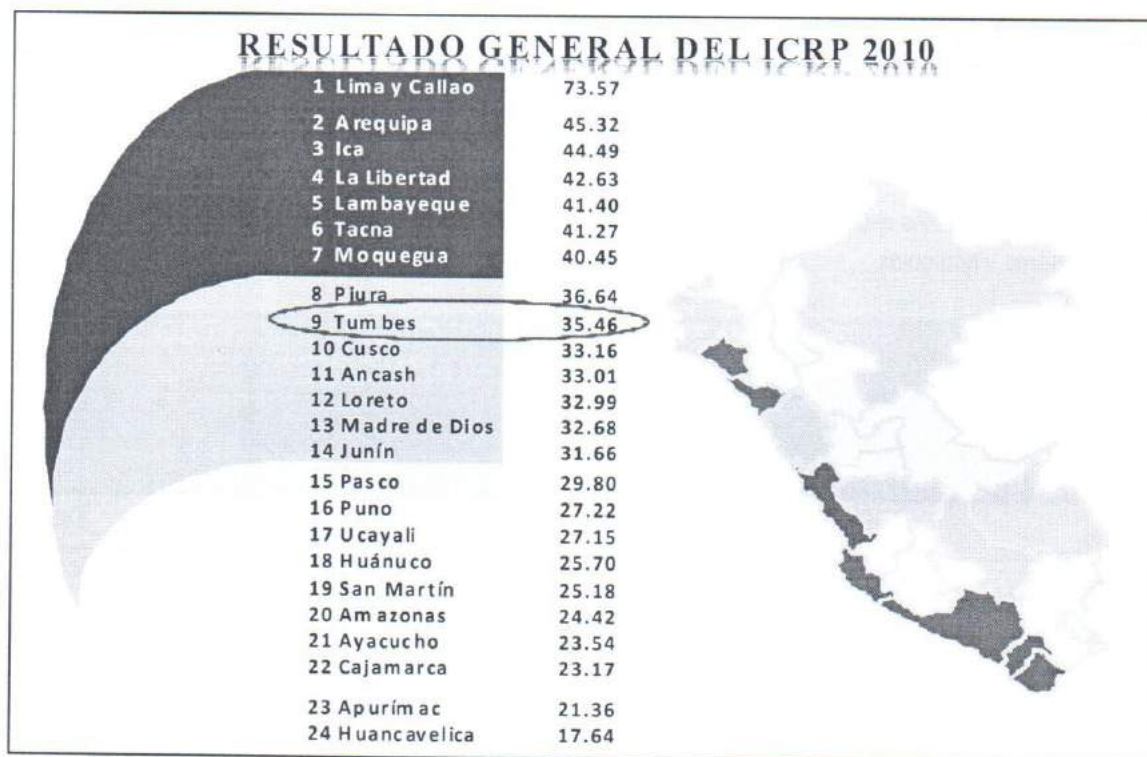 RESULTADO GENERAL DEL ICRP 2010
1 Lima y Callao 73.57
2 Arequipa 45.32
3 Ica 44.49
4 La Libertad 42.63
5 Lambayeque 41.40
6 Tacna 41.27
7 Moquegua 40.45
8 Piura 36.64
9 Tumbes 35.46
10 Cusco 33.16
11 Ancash 33.01
12 Loreto 32.99
13 Madre de Dios 32.68
14 Junín 31.66
15 Pasco 29.80
16 Puno 27.22
17 Ucayali 27.15
18 Huánuco 25.70
19 San Martín 25.18
20 Amazonas 24.42
21 Ayacucho 23.54
22 Cajamarca 23.17
23 Apurímac 21.36
24 Huancavelica 17.64